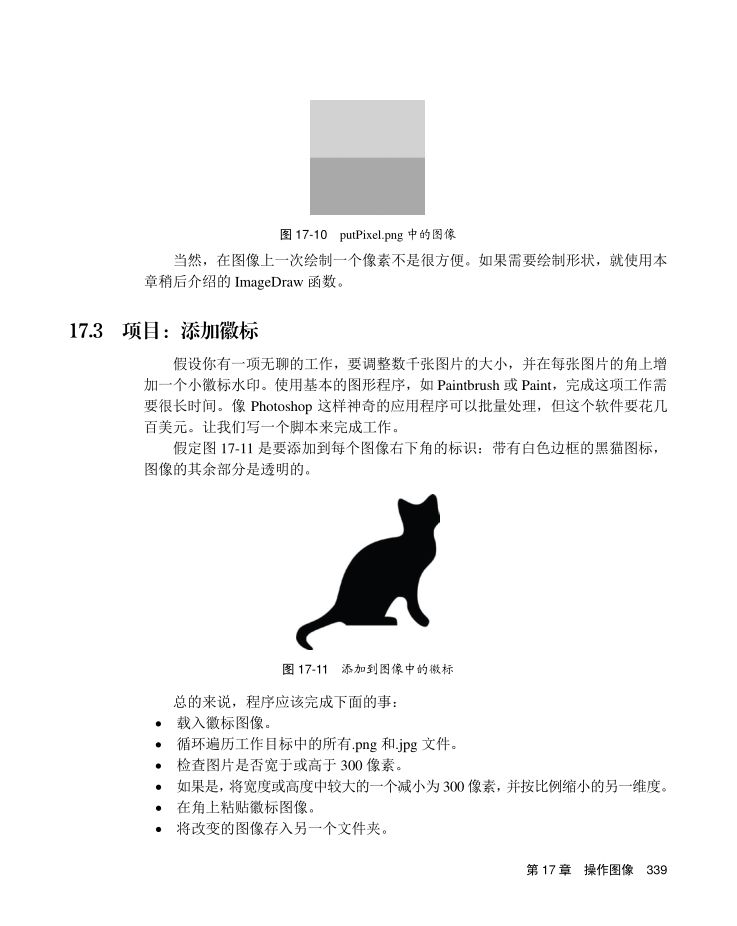 图 17-10 putPixel.png 中的图像
当然，在图像上一次绘制一个像素不是很方便。如果需要绘制形状，就使用本
章稍后介绍的 ImageDraw 函数。
17.3 项目：添加徽标
假设你有一项无聊的工作，要调整数千张图片的大小，并在每张图片的角上增
加一个小徽标水印。使用基本的图形程序，如 Paintbrush 或 Paint，完成这项工作需
要很长时间。像 Photoshop 这样神奇的应用程序可以批量处理，但这个软件要花几
百美元。让我们写一个脚本来完成工作。
假定图 17-11 是要添加到每个图像右下角的标识：带有白色边框的黑猫图标，
图像的其余部分是透明的。
图 17-11 添加到图像中的徽标
总的来说，程序应该完成下面的事：
• 载入徽标图像。
• 循环遍历工作目标中的所有.png 和.jpg 文件。
• 检查图片是否宽于或高于 300 像素。
• 如果是，将宽度或高度中较大的一个减小为 300 像素，并按比例缩小的另一维度。
• 在角上粘贴徽标图像。
• 将改变的图像存入另一个文件夹。
第 17 章 操作图像 339